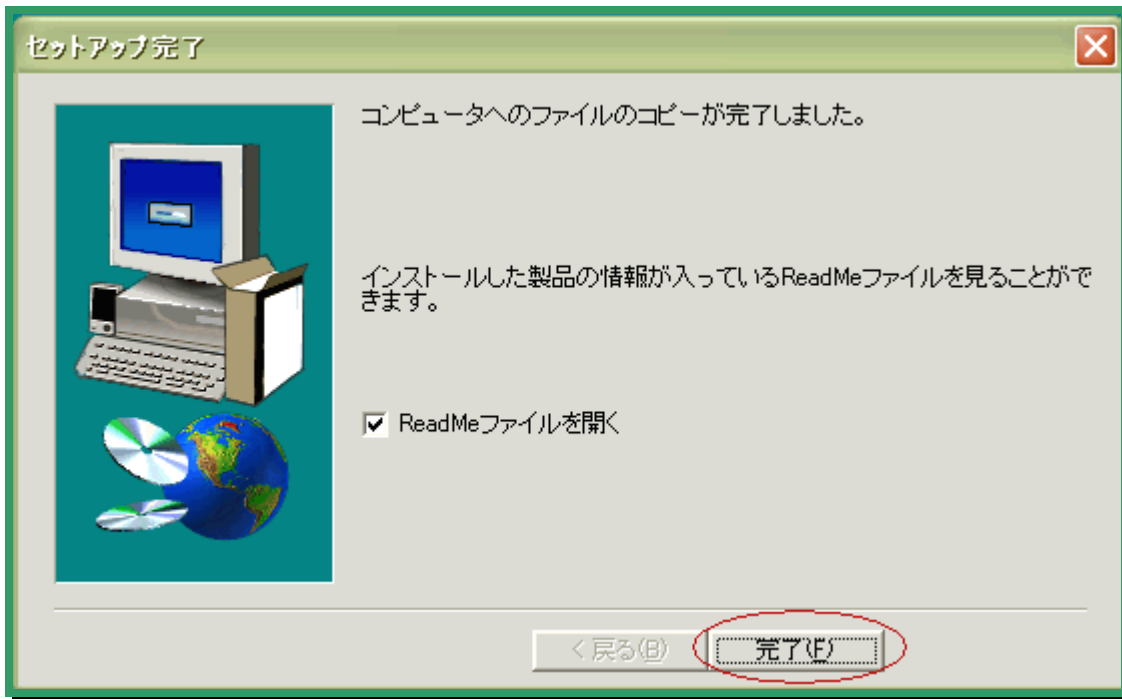 セットアップ完了
コンピュータへのファイルのコピーが完了しました。
インストールした製品の情報が入っているReadMeファイルを見ることがで
きます。
ReadMeファイルを開く
< 戻る(B)
完了(F)